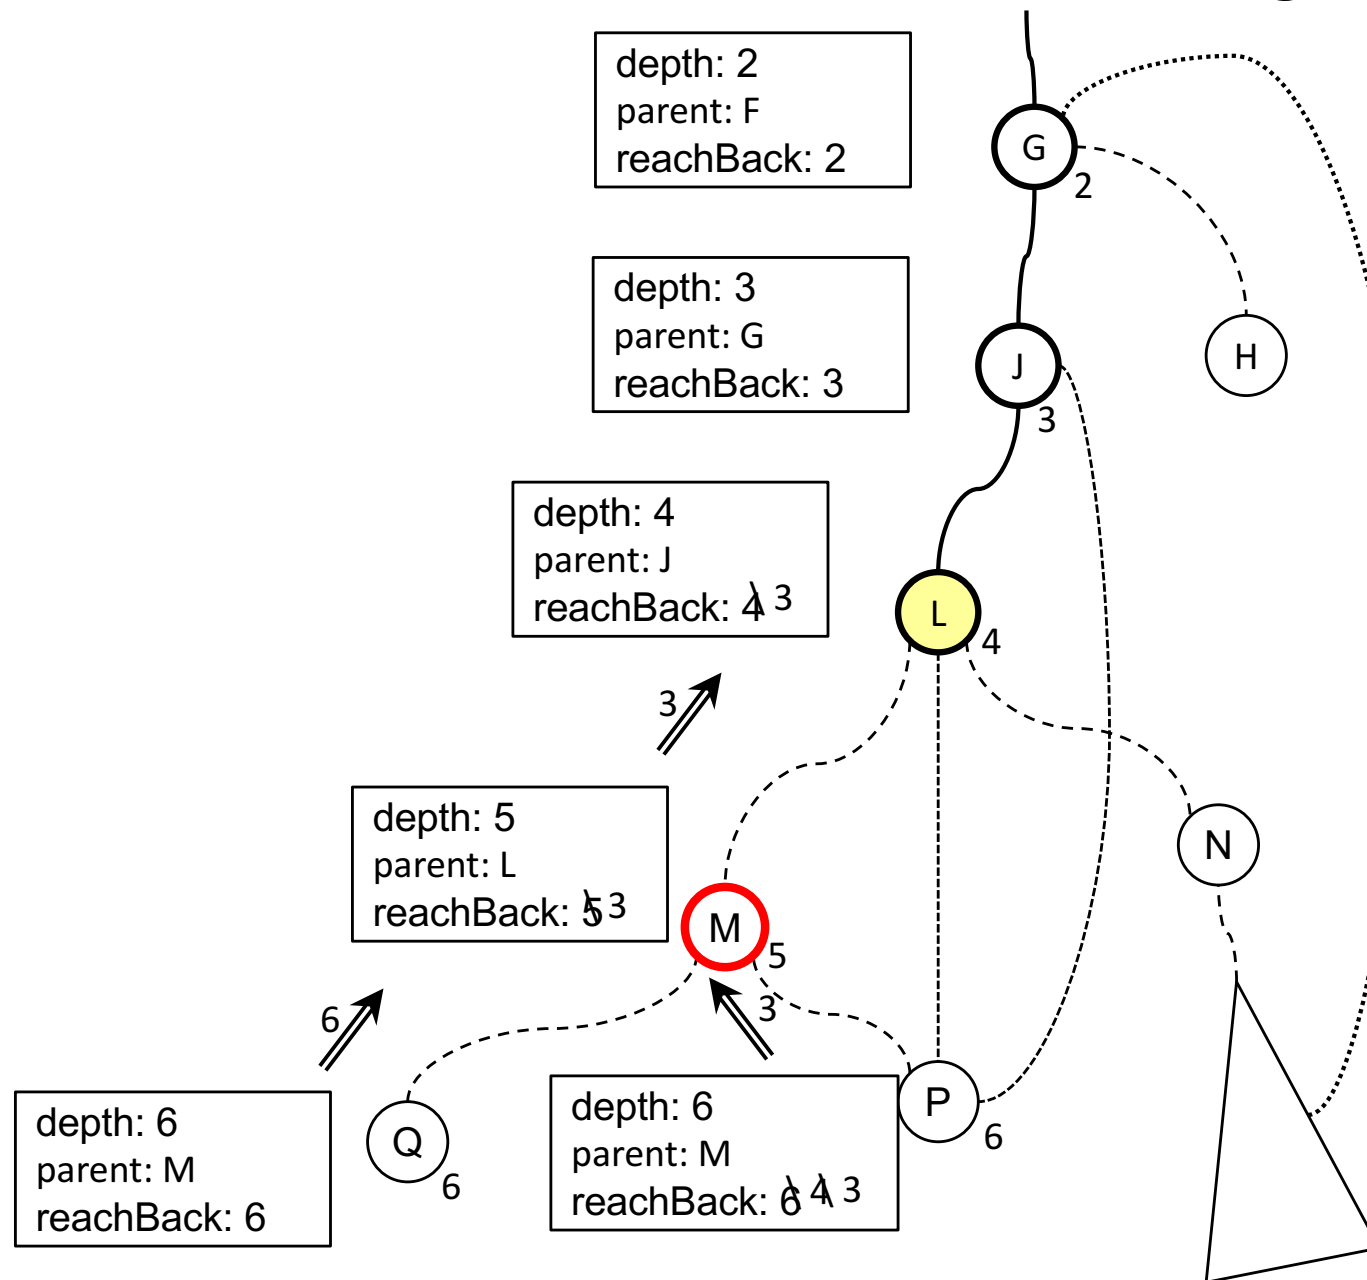 depth: 2
parent: F
reachBack: 2
G
2
depth: 3
parent: G
reachBack: 3
H
J
3
depth: 4
parent: J
reachBack: 4\ 3
L
4
3
depth: 5
parent: L
reachBack: 5\ 3
N
M
5
6
3
depth: 6
parent: M
reachBack: 6
Q
6
depth: 6
parent: M
reachBack: 6\ 4\ 3
P
6